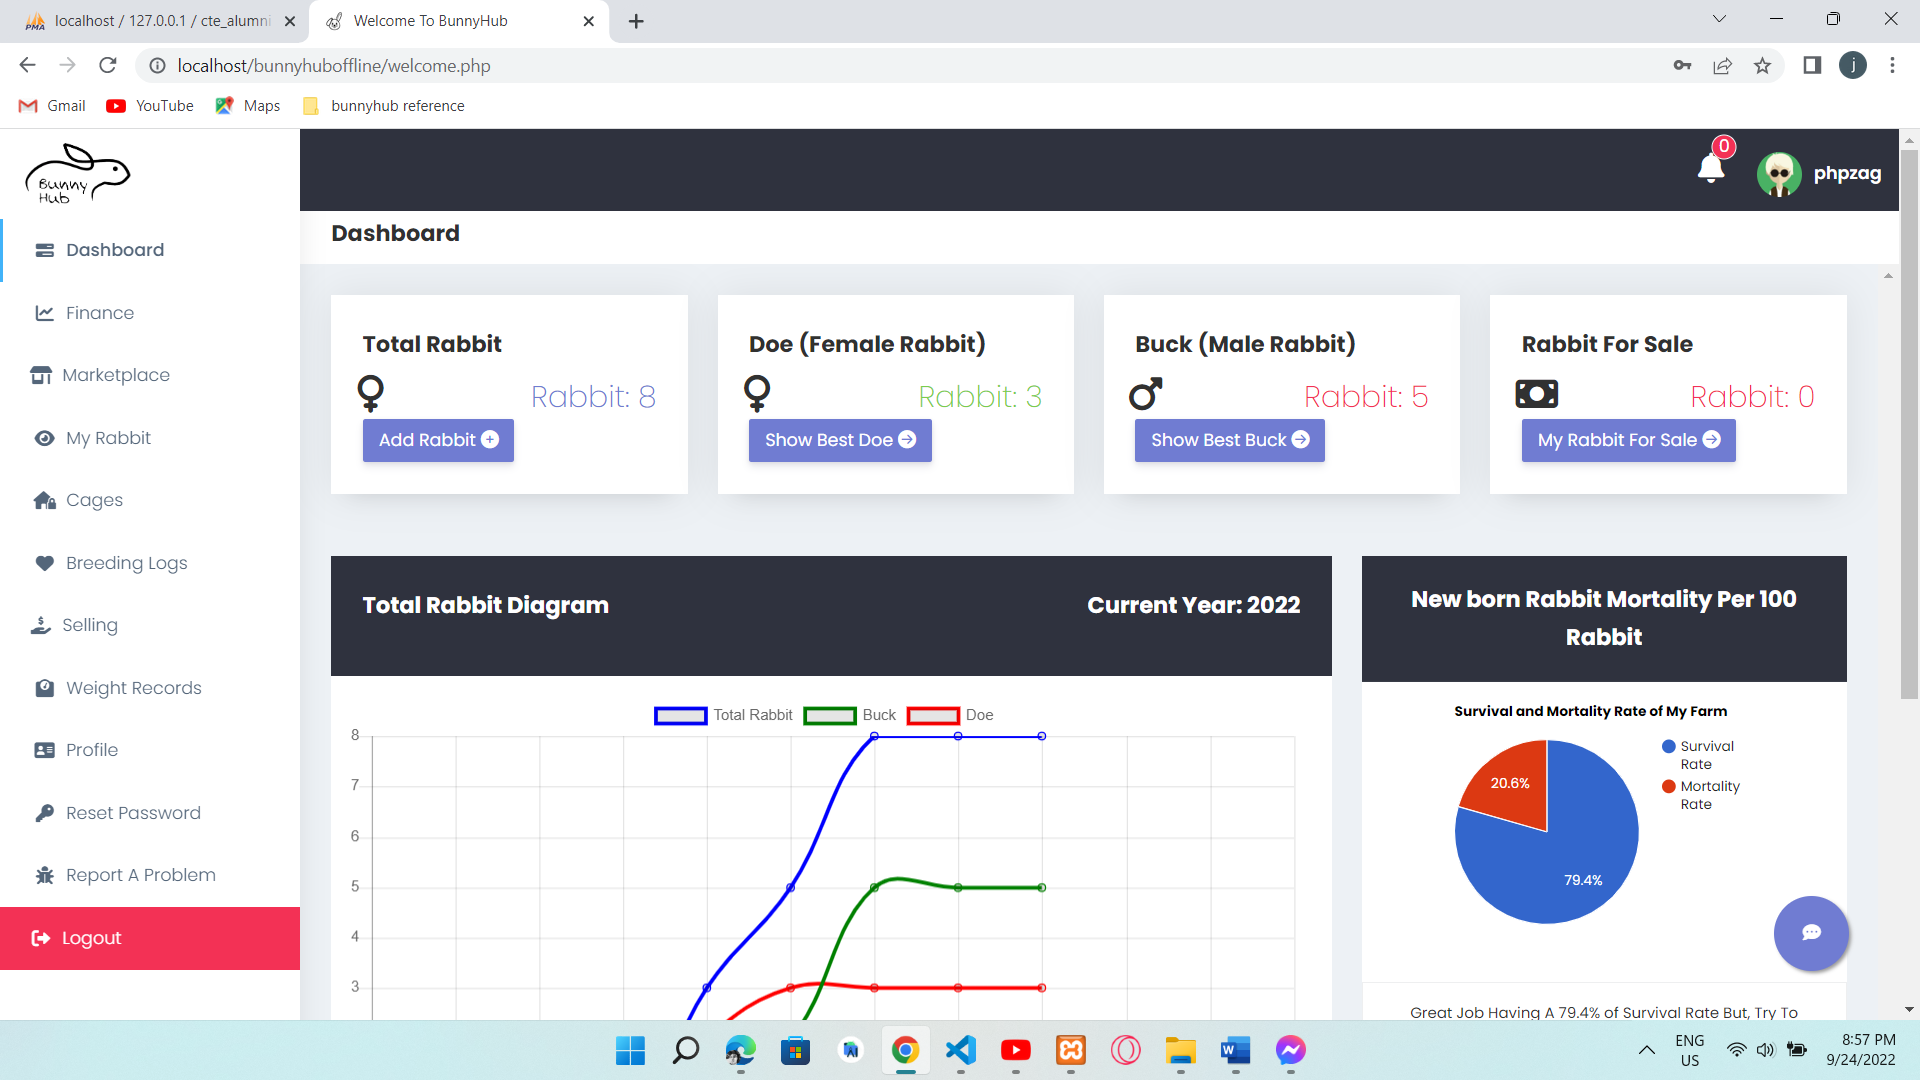 localhost / 127.0.0.1 / cte_alumni
Welcome To BunnyHub
localhost/bunnyhuboffline/welcome.php
j
Gmail
YouTube
Maps
bunnyhub reference
Bunny
Hub
0
phpzag
Dashboard
Finance
Marketplace
My Rabbit
Cages
Breeding Logs
Selling
Weight Records
Profile
Reset Password
Report A Problem
Logout
Dashboard
Total Rabbit
Rabbit: 8
Add Rabbit
Doe (Female Rabbit)
Rabbit: 3
Show Best Doe
Buck (Male Rabbit)
Rabbit: 5
Show Best Buck
Rabbit For Sale
Rabbit: 0
My Rabbit For Sale
Total Rabbit Diagram
Current Year: 2022
Total Rabbit
Buck
Doe
8
7
6
5
4
3
New born Rabbit Mortality Per 100
Rabbit
Survival and Mortality Rate of My Farm
Survival
Rate
Mortality
Rate
20.6%
79.4%
Great Job Having A 79.4% of Survival Rate But, Try To
ENG
US
8:57 PM
9/24/2022